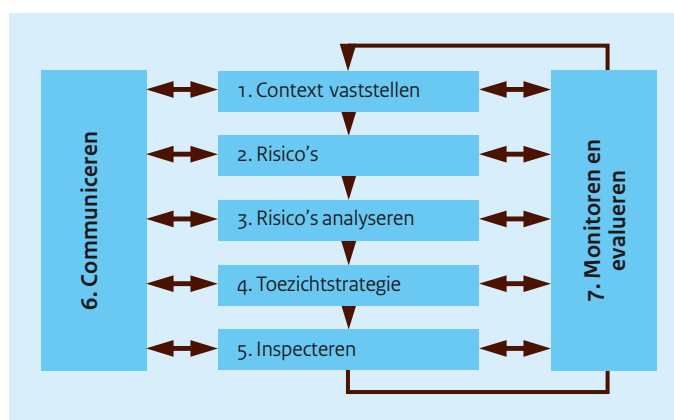 6. Communiceren
1. Context vaststellen
2. Risico's
3. Risico's analyseren
4. Toezichtstrategie
5. Inspecteren
7. Monitoren en
evalueren